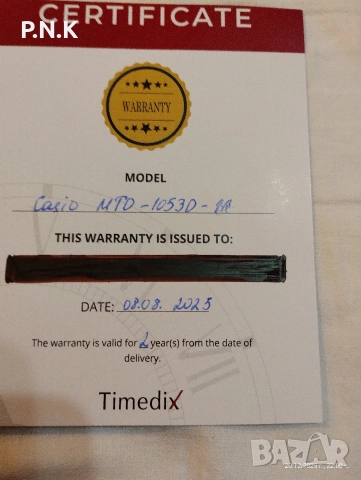 CERTIFICATE
P.N.K
WARRANTY
MODEL
Casio MTD-1053D-
THIS WARRANTY IS ISSUED TO:
DATE: 08.08. 2025
The warranty is valid for 2 year(s) from the date of
delivery.
Timedix
BAZAR